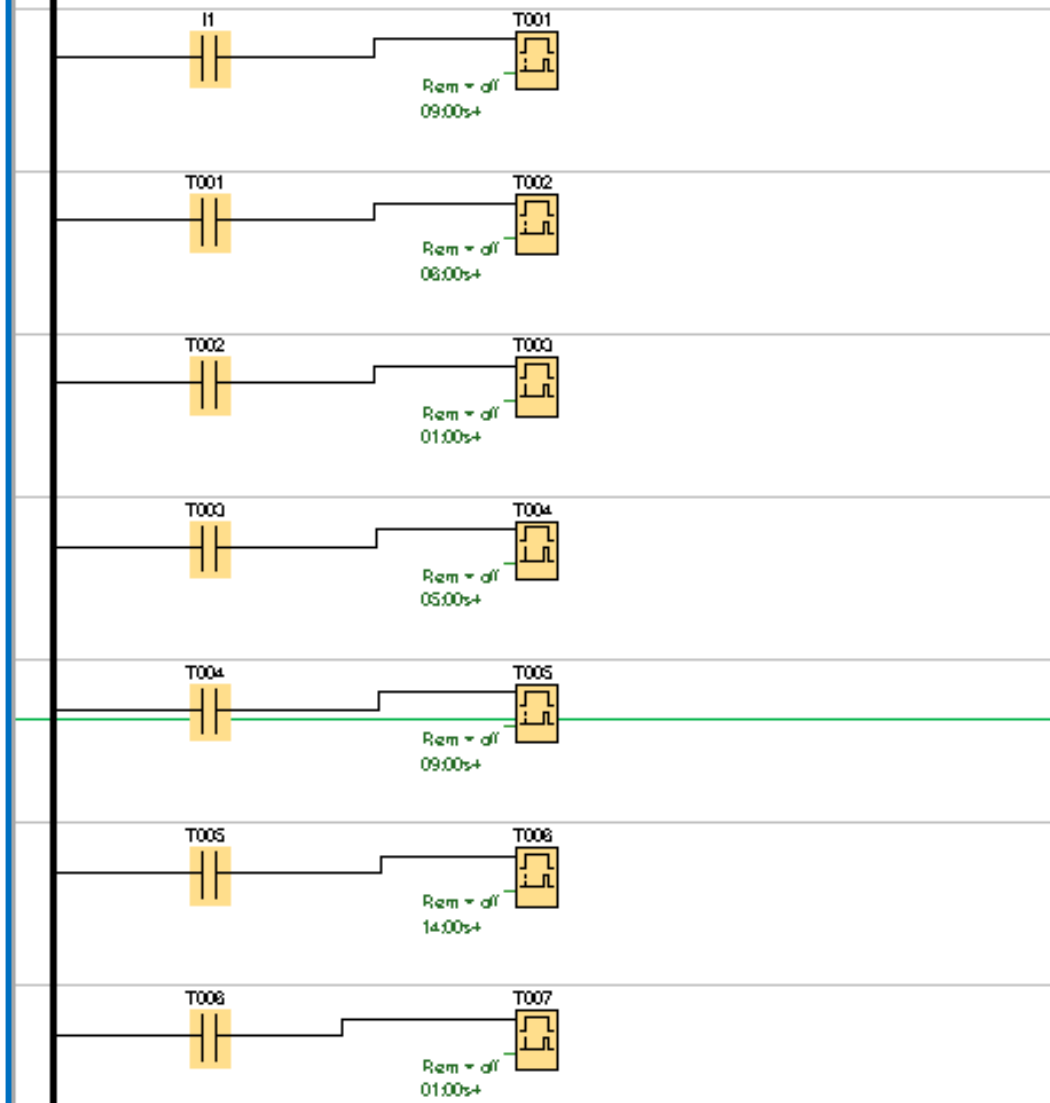 I1 T001
Rem = off
09:00s+
T001 T002
Rem = off
06:00s+
T002 T003
Rem = off
01:00s+
T003 T004
Rem = off
05:00s+
T004 T005
Rem = off
09:00s+
T005 T006
Rem = off
14:00s+
T006 T007
Rem = off
01:00s+